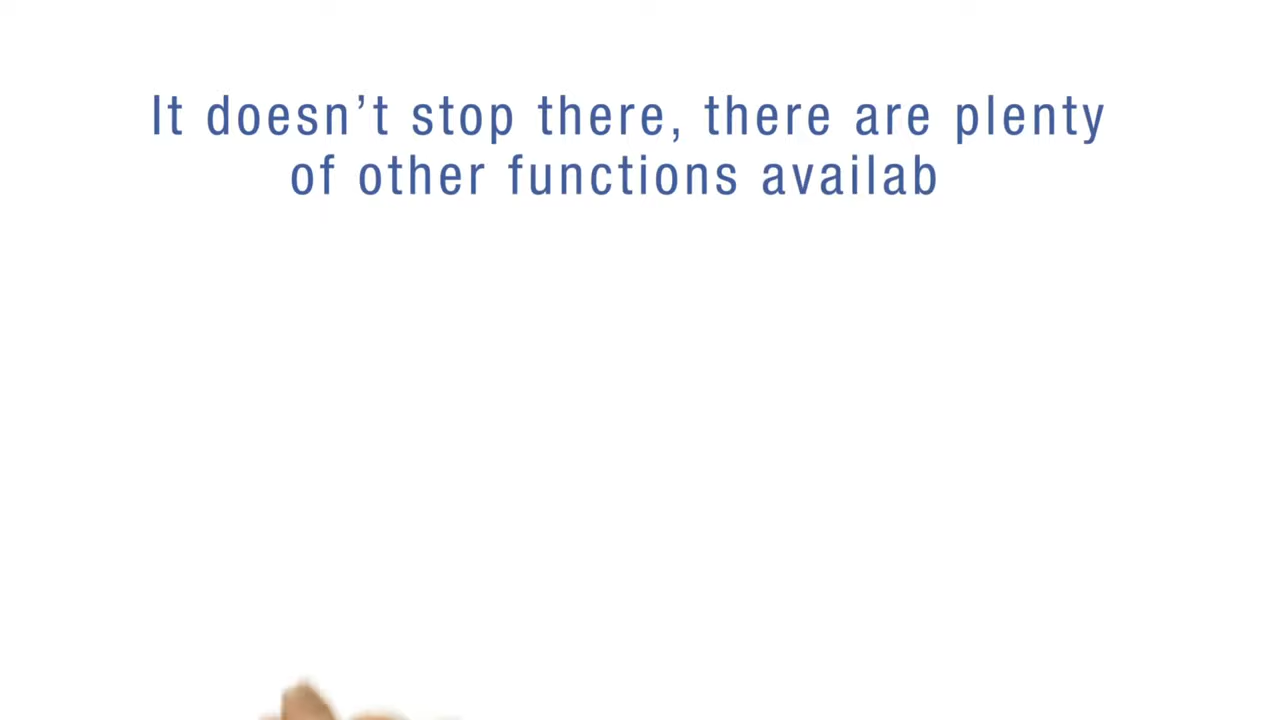 It doesn’t stop there, there are plenty
of other functions availab